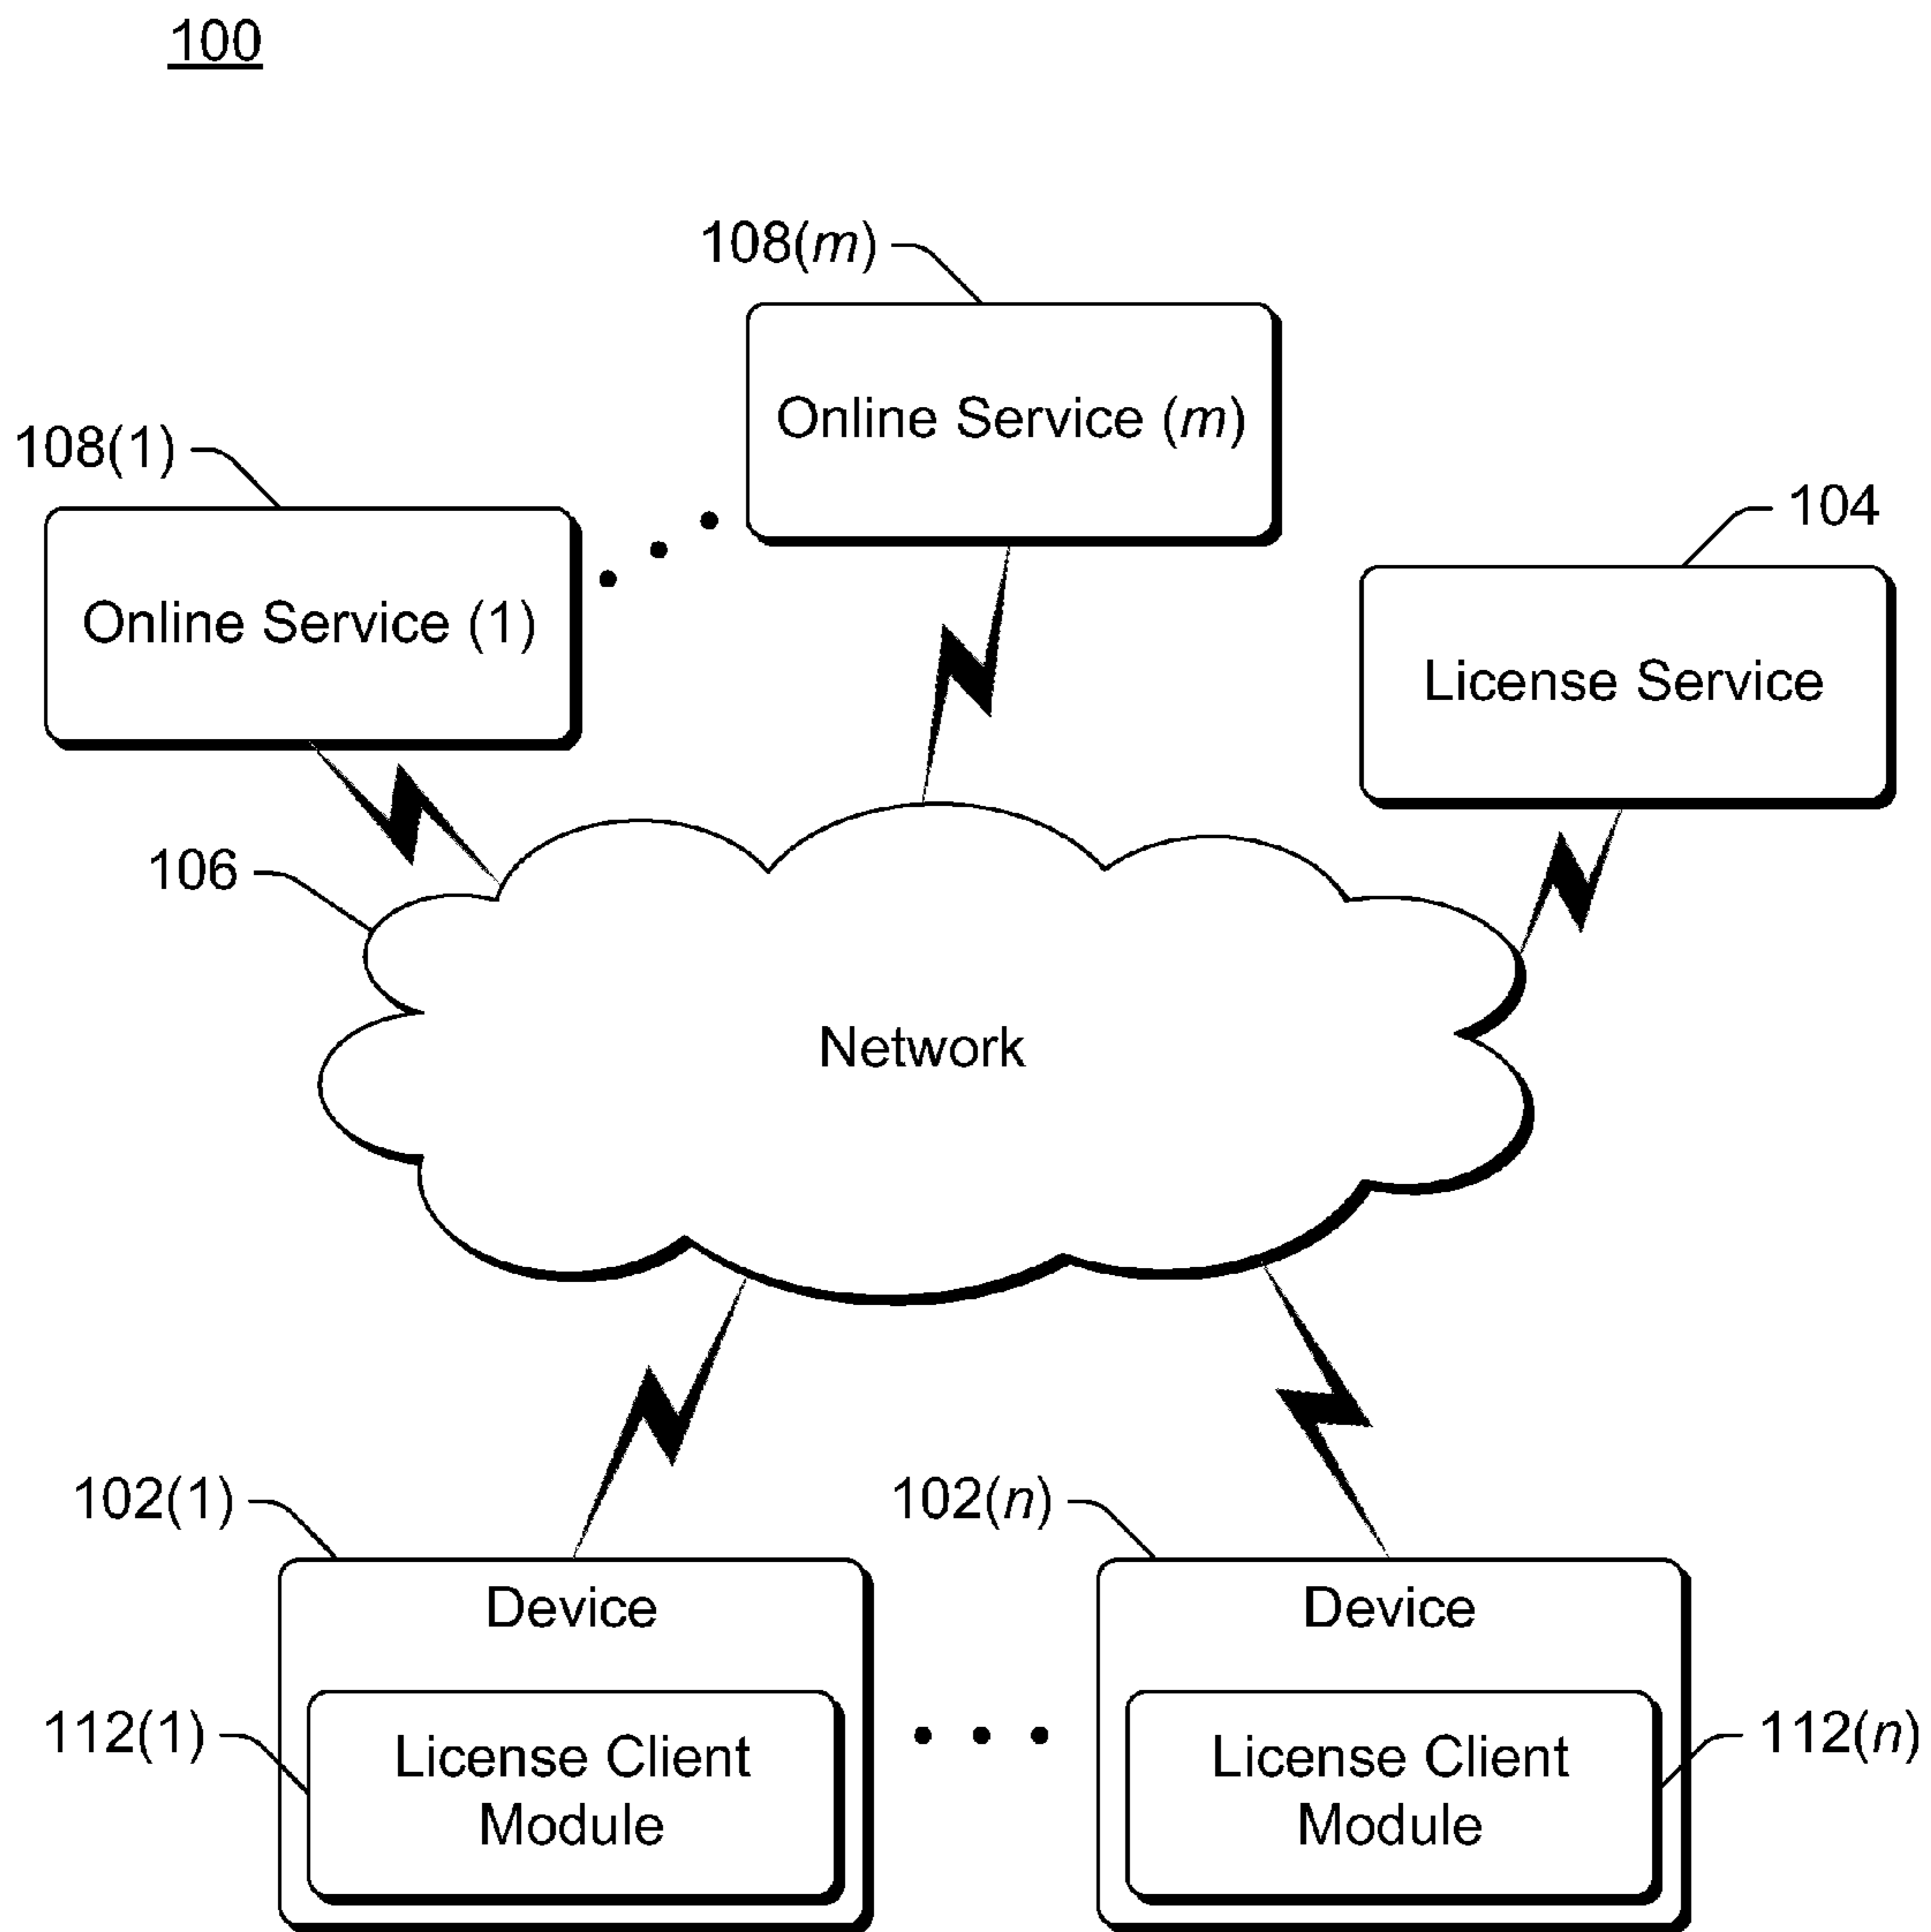 100
108(m)
Online Service (m)
108(1)
Online Service (1)
104
License Service
106
Network
102(1)
Device
112(1)
License Client
Module
102(n)
Device
License Client
Module
112(n)